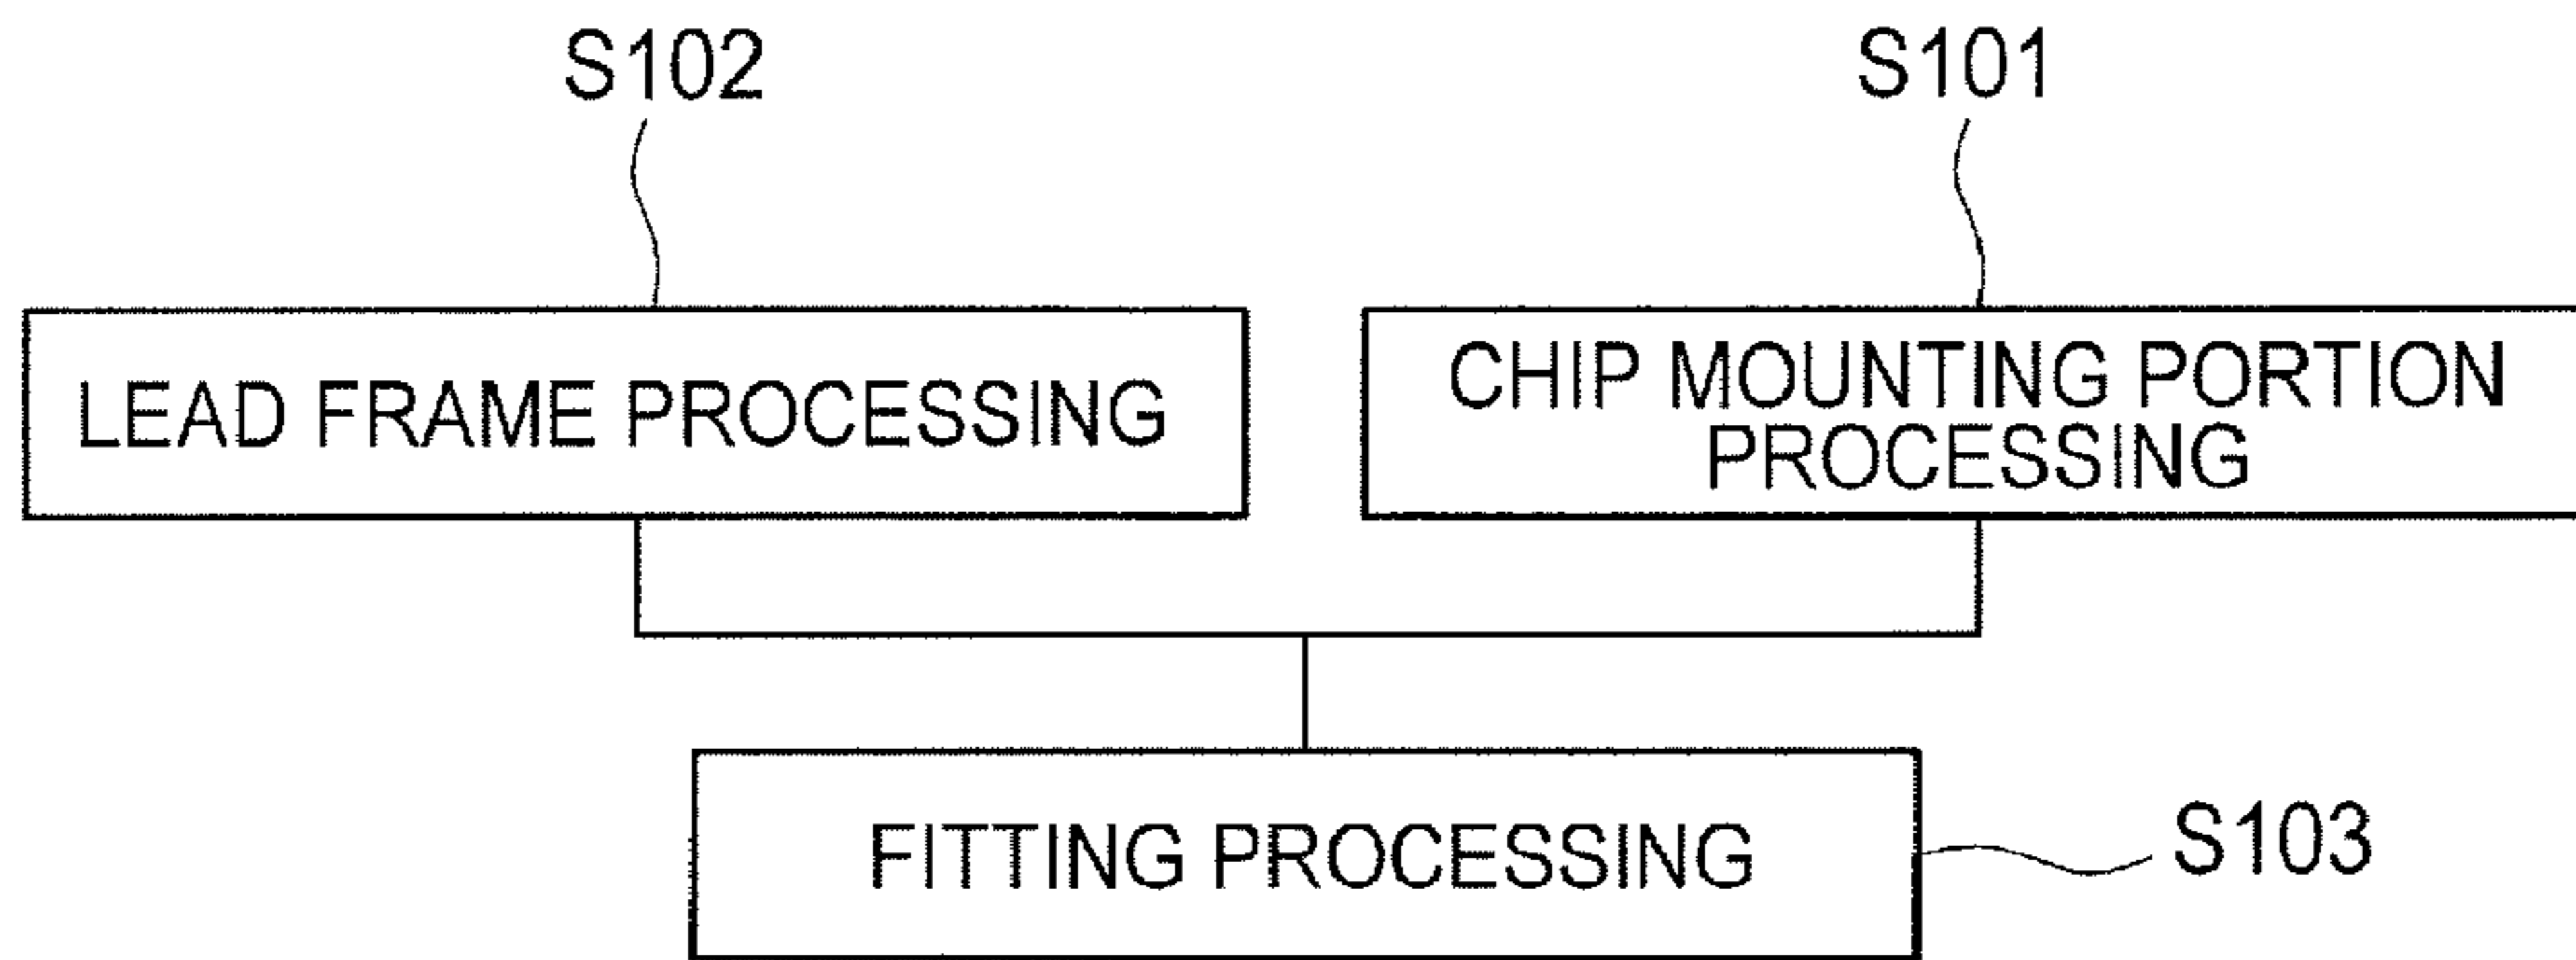 S102
S101
LEAD FRAME PROCESSING
CHIP MOUNTING PORTION
PROCESSING
FITTING PROCESSING
S103